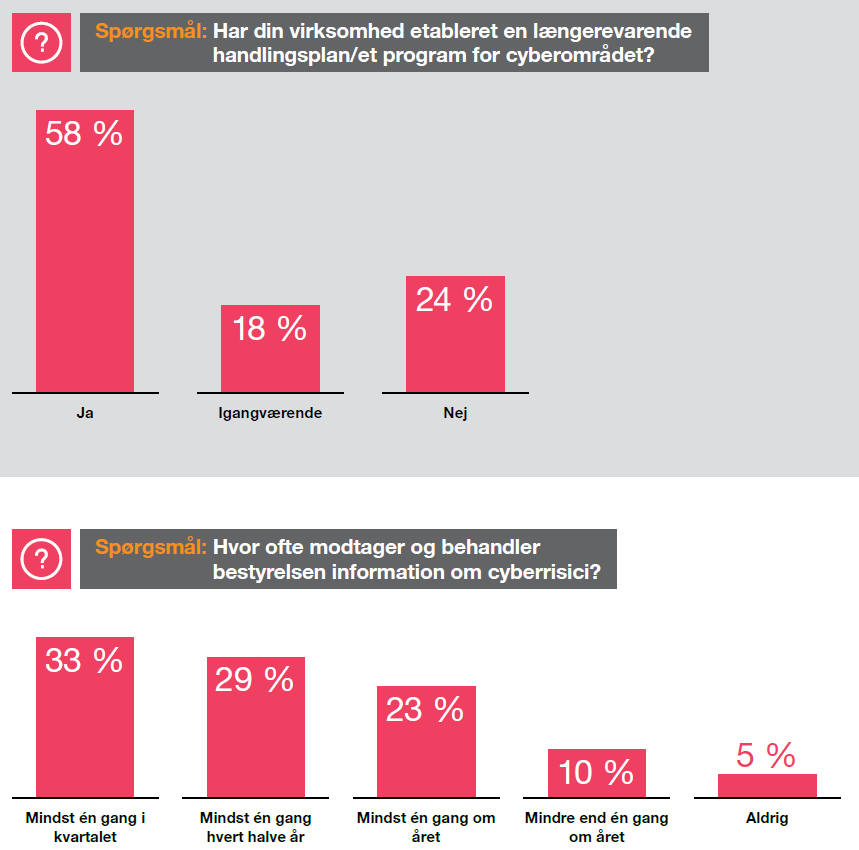 ?
Spørgsmål: Har din virksomhed etableret en længerevarende
handlingsplan/et program for cyberområdet?
58 %
18 %
24 %
Ja
Igangværende
Nej
?
Spørgsmål: Hvor ofte modtager og behandler
bestyrelsen information om cyberrisici?
33 %
29 %
23 %
10 %
5 %
Mindst én gang i
kvartalet
Mindst én gang
hvert halve år
Mindst én gang om
året
Mindre end én gang
om året
Aldrig